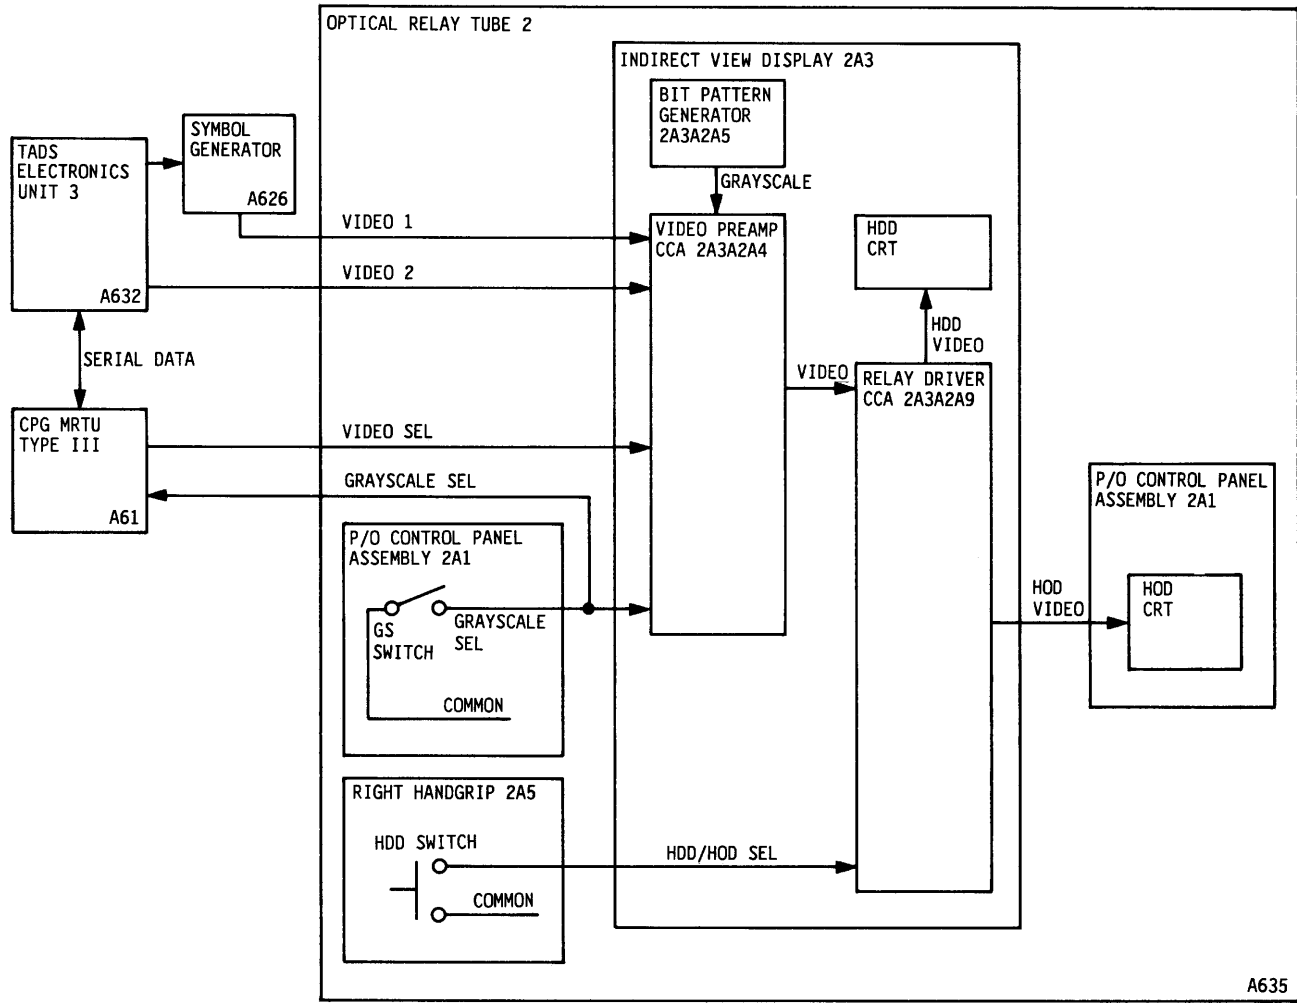 OPTICAL RELAY TUBE 2
INDIRECT VIEW DISPLAY 2A3
BIT PATTERN
GENERATOR
2A3A2A5
GRAYSCALE
TADS
ELECTRONICS
UNIT 3
A632
SYMBOL
GENERATOR
A626
VIDEO 1
VIDEO 2
VIDEO PREAMP
CCA 2A3A2A4
HDD
CRT
HDD
VIDEO
SERIAL DATA
VIDEO
RELAY DRIVER
CCA 2A3A2A9
CPG MRTU
TYPE III
A61
VIDEO SEL
GRAYSCALE SEL
P/O CONTROL PANEL
ASSEMBLY 2A1
GS
SWITCH
GRAYSCALE
SEL
COMMON
P/O CONTROL PANEL
ASSEMBLY 2A1
HOD
VIDEO
HOD
CRT
RIGHT HANDGRIP 2A5
HDD SWITCH
COMMON
HDD/HOD SEL
A635